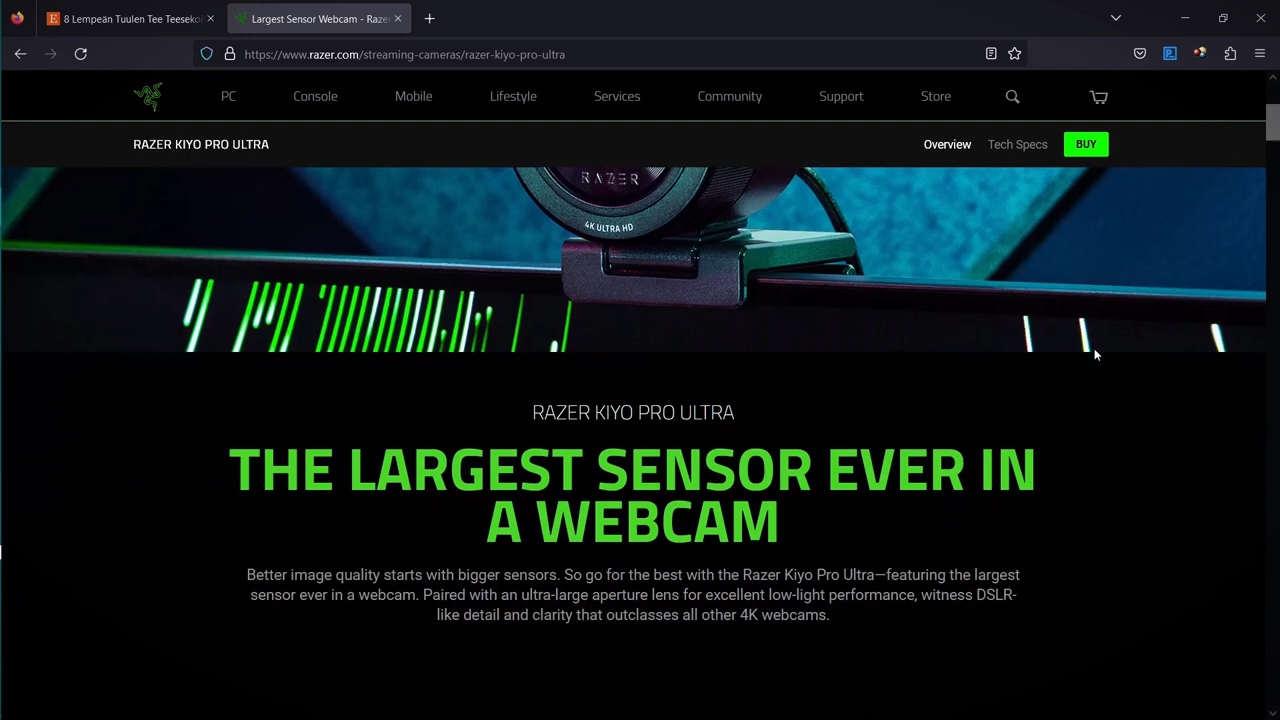 8 Lempeän Tuulen Tee Teesekoi
Largest Sensor Webcam - Raze
https://www.razer.com/streaming-cameras/razer-kiyo-pro-ultra
PC
Console
Mobile
Lifestyle
Services
Community
Support
Store
RAZER KIYO PRO ULTRA
Overview
Tech Specs
BUY
RAZER
4K ULTRA HD
RAZER KIYO PRO ULTRA
THE LARGEST SENSOR EVER IN
A WEBCAM
Better image quality starts with bigger sensors. So go for the best with the Razer Kiyo Pro Ultra—featuring the largest
sensor ever in a webcam. Paired with an ultra-large aperture lens for excellent low-light performance, witness DSLR-
like detail and clarity that outclasses all other 4K webcams.